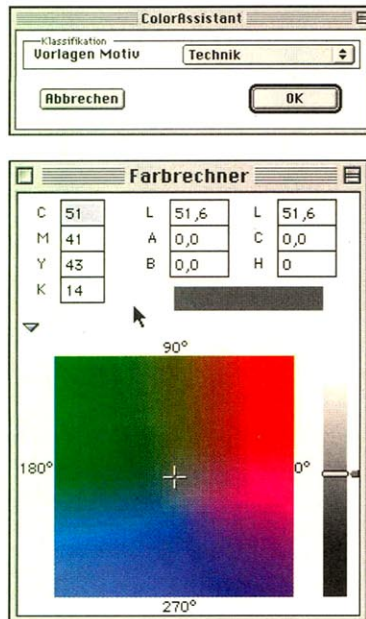 ColorAssistant
Klassifikation
Vorlagen Motiv
Technik
Abbrechen
OK
Farbrechner
C 51 L 51,6 L 51,6
M 41 A 0,0 C 0,0
Y 43 B 0,0 H 0
K 14
90°
180°
0°
270°